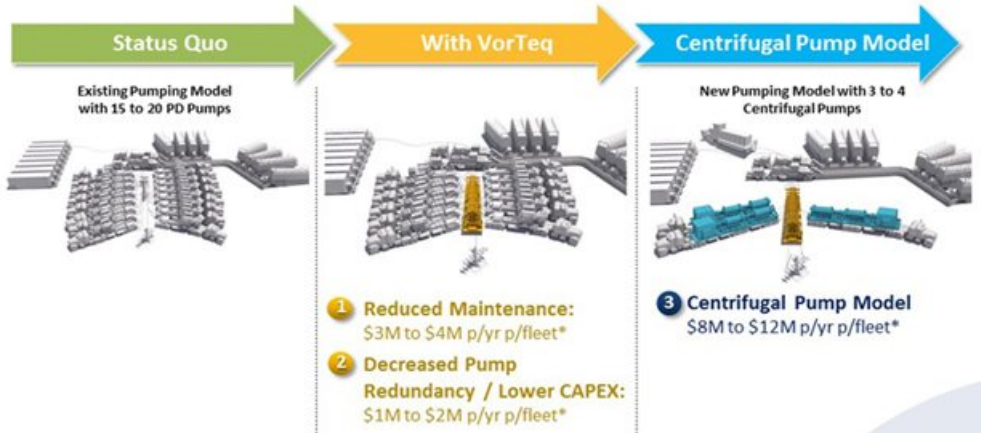 Status Quo
With VorTeq
Centrifugal Pump Model
Existing Pumping Model
with 15 to 20 PD Pumps
New Pumping Model with 3 to 4
Centrifugal Pumps
1 Reduced Maintenance:
$3M to $4M p/yr p/fleet*
2 Decreased Pump
Redundancy / Lower CAPEX:
$1M to $2M p/yr p/fleet*
3 Centrifugal Pump Model
$8M to $12M p/yr p/fleet*